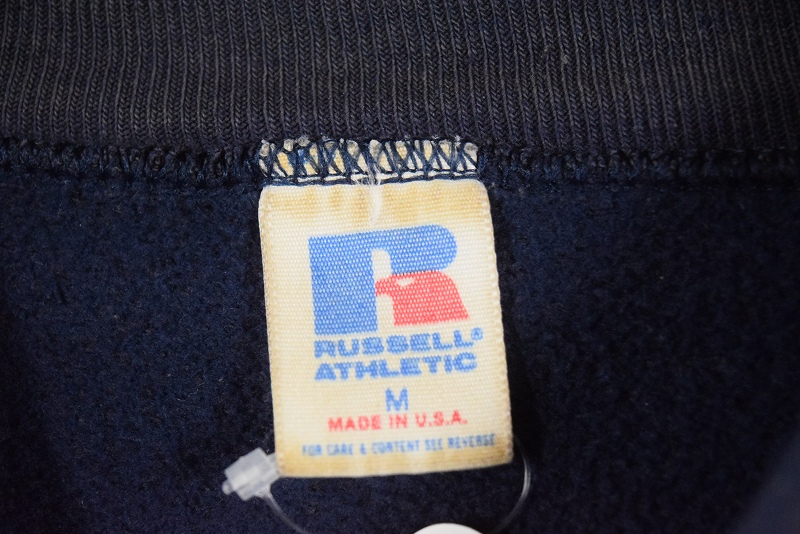 R
RUSSELL®
ATHLETIC
M
MADE IN U.S.A.
FOR CARE & CONTENT SEE REVERSE